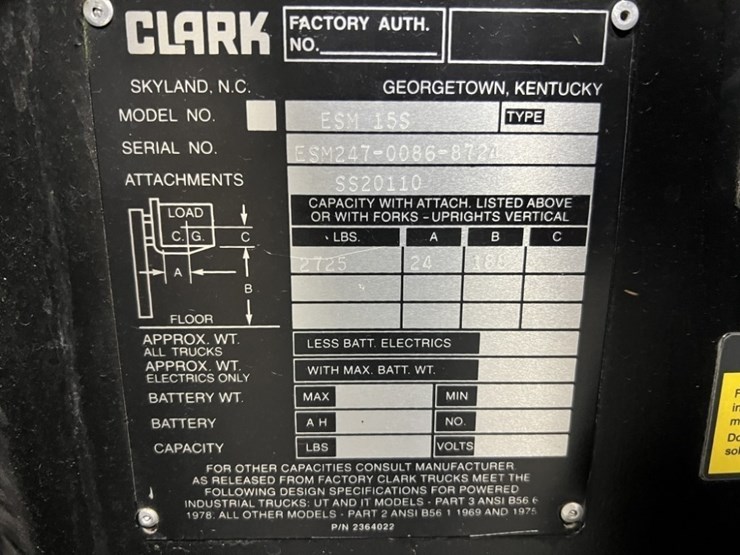 CLARK
FACTORY AUTH.
NO.
SKYLAND, N.C. GEORGETOWN, KENTUCKY
MODEL NO. ESM 15S TYPE
SERIAL NO. ESM247-0086-8724
ATTACHMENTS SS20110
CAPACITY WITH ATTACH. LISTED ABOVE
OR WITH FORKS - UPRIGHTS VERTICAL
LBS. A B C
2725 24 188
LOAD
C. G. C
A
B
FLOOR
APPROX. WT.
ALL TRUCKS
LESS BATT. ELECTRICS
APPROX. WT.
ELECTRICS ONLY
WITH MAX. BATT. WT.
BATTERY WT. MAX MIN
BATTERY A H NO.
CAPACITY LBS VOLTS
FOR OTHER CAPACITIES CONSULT MANUFACTURER
AS RELEASED FROM FACTORY CLARK TRUCKS MEET THE
FOLLOWING DESIGN SPECIFICATIONS FOR POWERED
INDUSTRIAL TRUCKS: UT AND IT MODELS - PART 3 ANSI B56 6
1978. ALL OTHER MODELS - PART 2 ANSI B56 1 1969 AND 1975
P/N 2364022